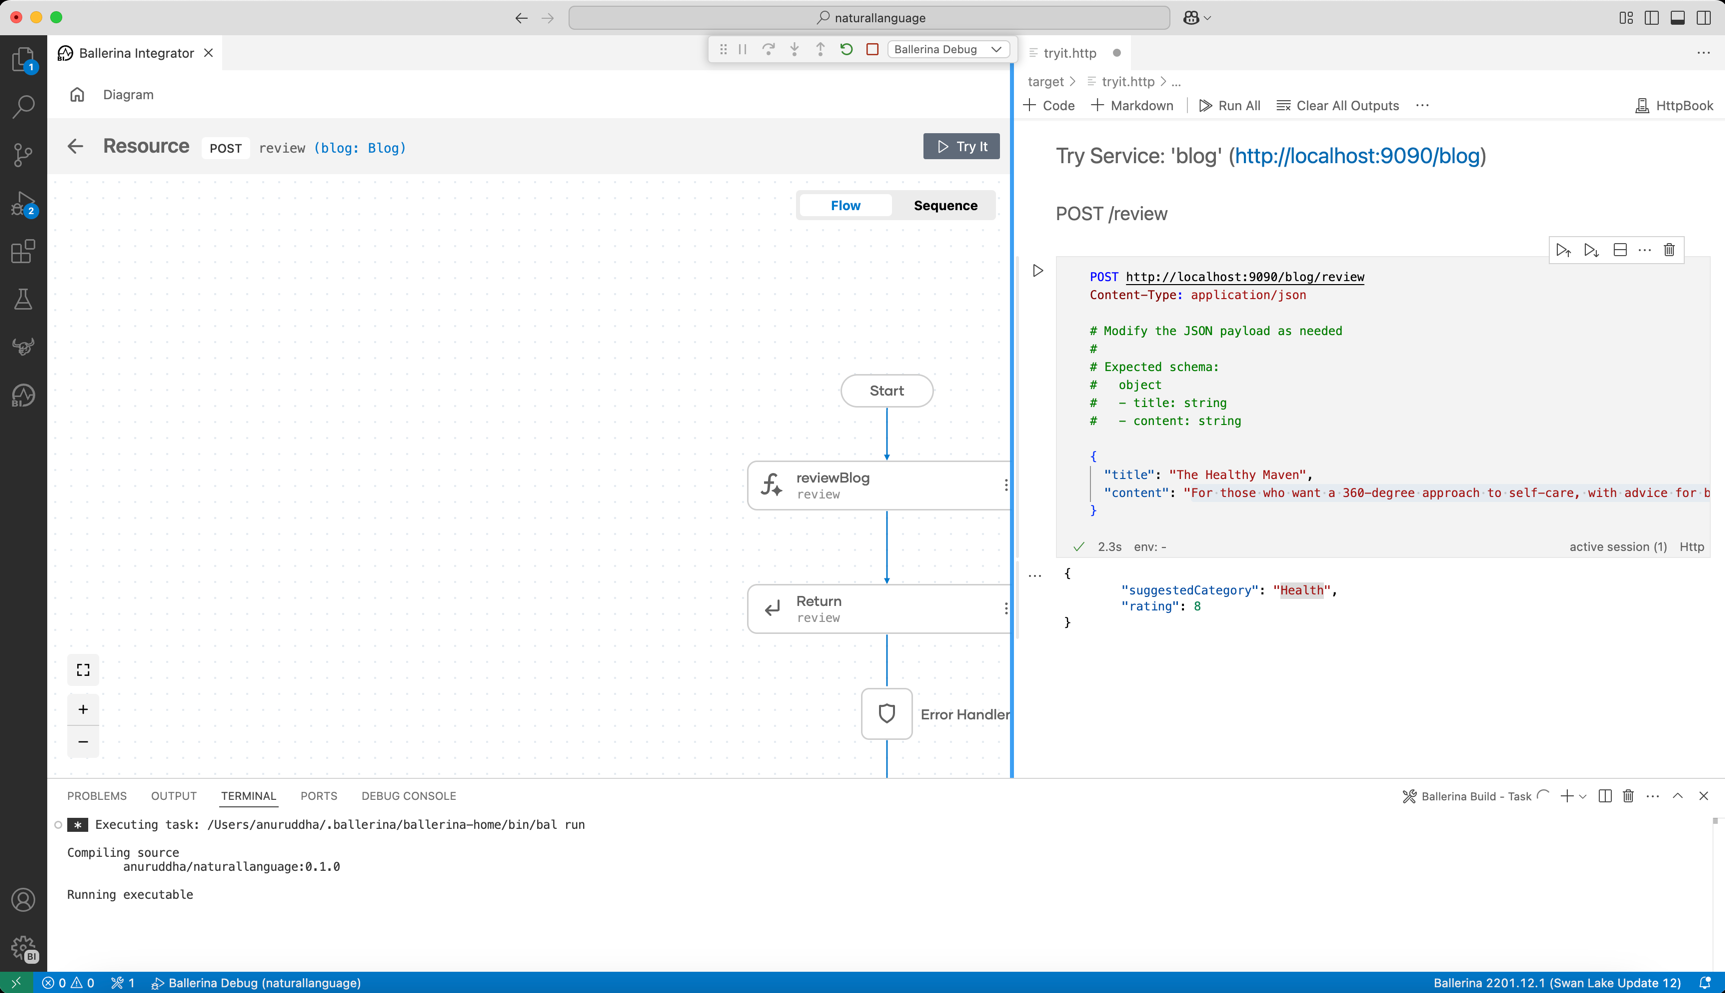 naturallanguage
Ballerina Integrator
Ballerina Debug
tryit.http
1
Diagram
target > tryit.http > ...
Code
Markdown
Run All
Clear All Outputs
HttpBook
Resource POST review (blog: Blog)
Try It
Try Service: 'blog' (http://localhost:9090/blog)
Flow
Sequence
2
POST /review
POST http://localhost:9090/blog/review
Content-Type: application/json
# Modify the JSON payload as needed
#
# Expected schema:
#   object
#   - title: string
#   - content: string
{
"title": "The Healthy Maven",
"content": "For those who want a 360-degree approach to self-care, with advice for b
}
2.3s env: -
active session (1) Http
...
{
"suggestedCategory": "Health",
"rating": 8
}
Start
reviewBlog
review
Return
review
Error Handler
+
−
PROBLEMS OUTPUT TERMINAL PORTS DEBUG CONSOLE
Ballerina Build - Task
* Executing task: /Users/anuruddha/.ballerina/ballerina-home/bin/bal run
Compiling source
anuruddha/naturallanguage:0.1.0
Running executable
BI
BI
0 0 1 Ballerina Debug (naturallanguage)
Ballerina 2201.12.1 (Swan Lake Update 12)